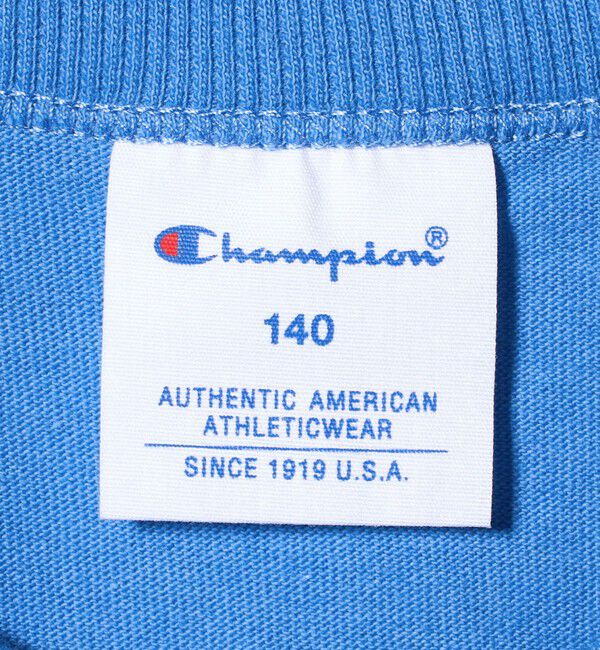 Champion®
140
AUTHENTIC AMERICAN
ATHLETICWEAR
SINCE 1919 U.S.A.